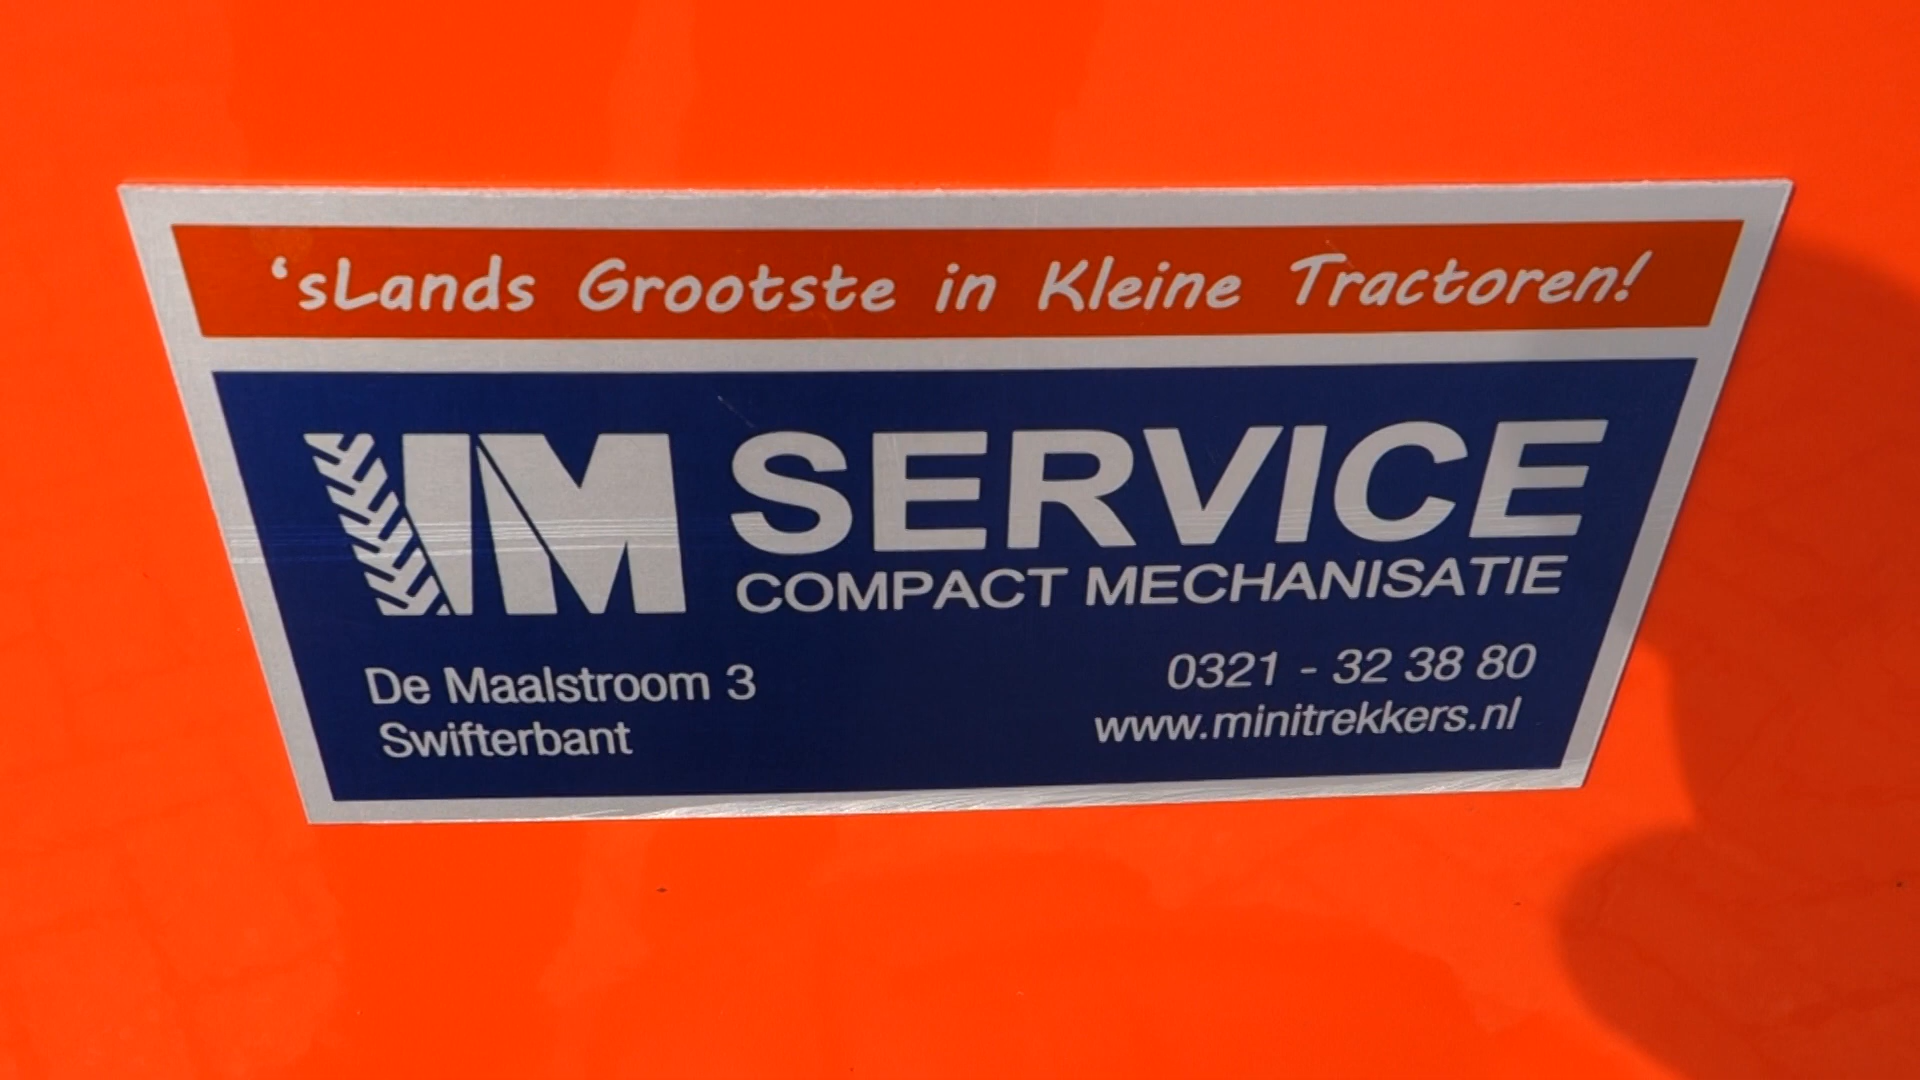 ‘sLands Grootste in Kleine Tractoren!
IM SERVICE
COMPACT MECHANISATIE
De Maalstroom 3
Swifterbant
0321 - 32 38 80
www.minitrekkers.nl